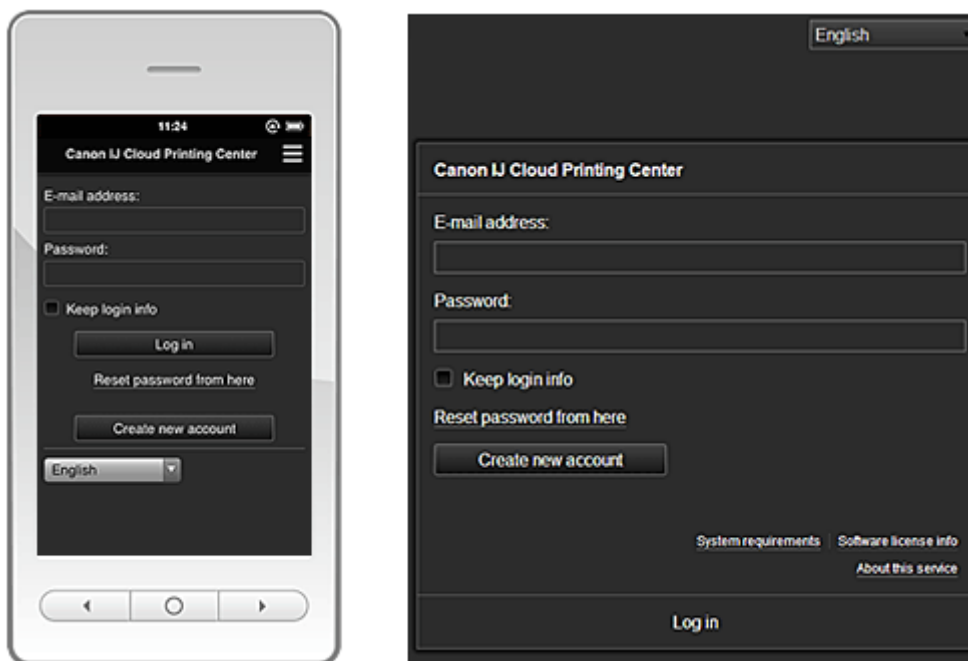 11:24
Canon IJ Cloud Printing Center
E-mail address:
Password:
Keep login info
Log in
Reset password from here
Create new account
English
English
Canon IJ Cloud Printing Center
E-mail address:
Password:
Keep login info
Reset password from here
Create new account
System requirements Software license info
About this service
Log in